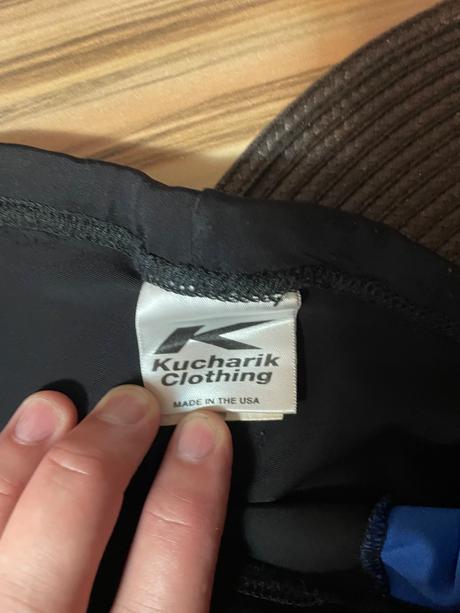 Kucharik
Clothing
MADE IN THE USA